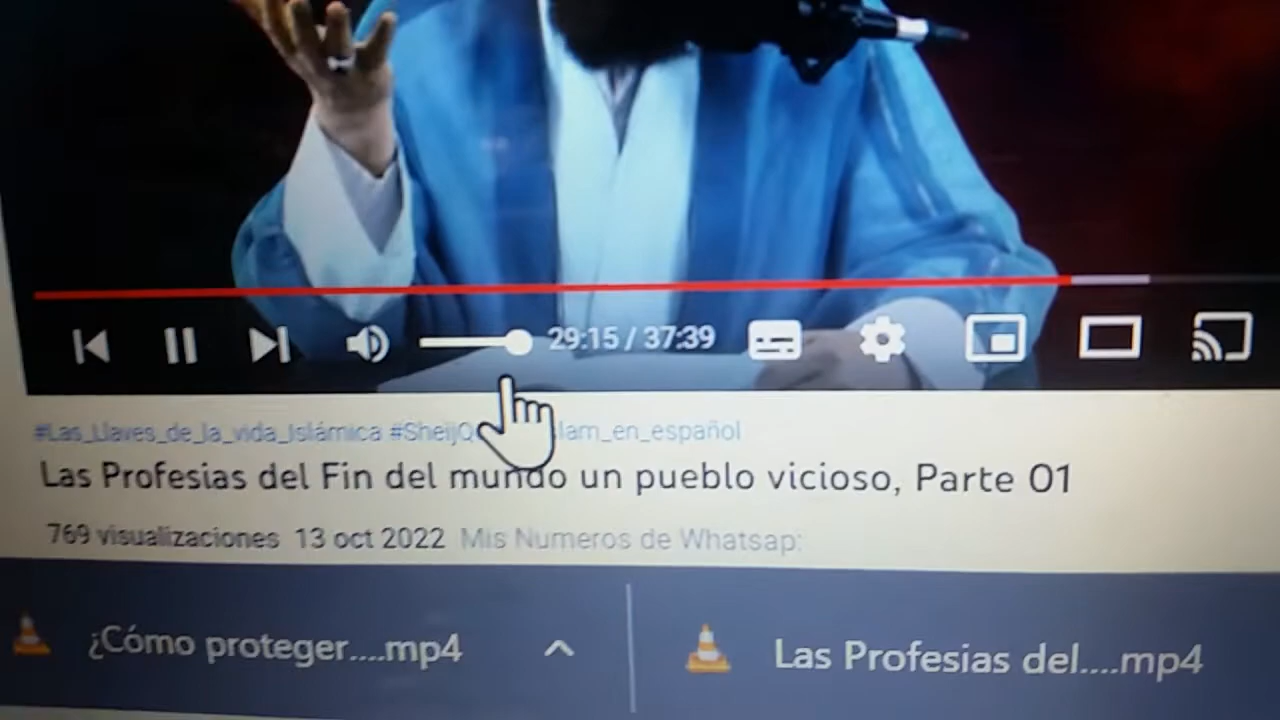 29:15 / 37:39
#Las_Llaves_de_la_vida_Islámica #SheijQ lam_en_español
Las Profesias del Fin del mundo un pueblo vicioso, Parte 01
769 visualizaciones 13 oct 2022 Mis Numeros de Whatsap:
¿Cómo proteger....mp4
Las Profesias del....mp4